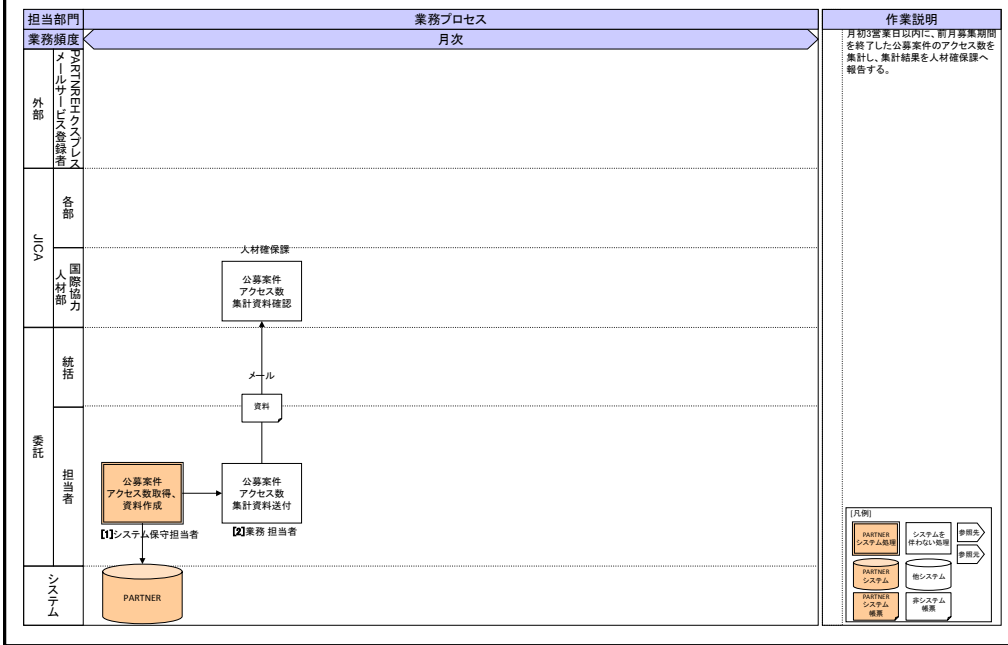 担当部門
業務プロセス
作業説明
業務頻度
月次
月初3営業日以内に、前月募集期間
を終了した公募案件のアクセス数を
集計し、集計結果を人材確保課へ
報告する。
外部
PARTNREエクスプレス
メールサービス登録者
JICA
各部
国際協力
人材部
人材確保課
公募案件
アクセス数
集計資料確認
委託
統括
メール
資料
担当者
公募案件
アクセス数取得、
資料作成
[1]システム保守担当者
公募案件
アクセス数
集計資料送付
[2]業務 担当者
システム
PARTNER
[凡例]
PARTNER
システム処理
システムを
伴わない処理
参照先
参照元
PARTNER
システム
他システム
PARTNER
システム
帳票
非システム
帳票